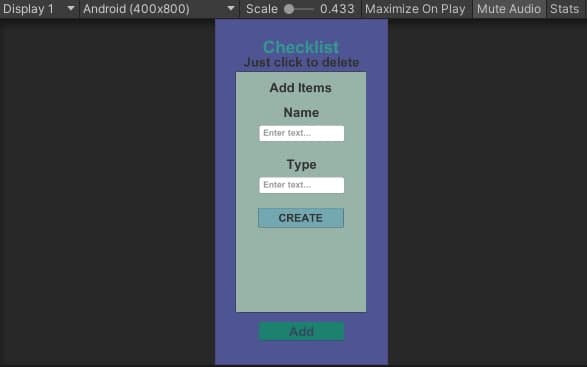 Display 1 Android (400x800) Scale 0.433 Maximize On Play Mute Audio Stats
Checklist
Just click to delete
Add Items
Name
Enter text...
Type
Enter text...
CREATE
Add